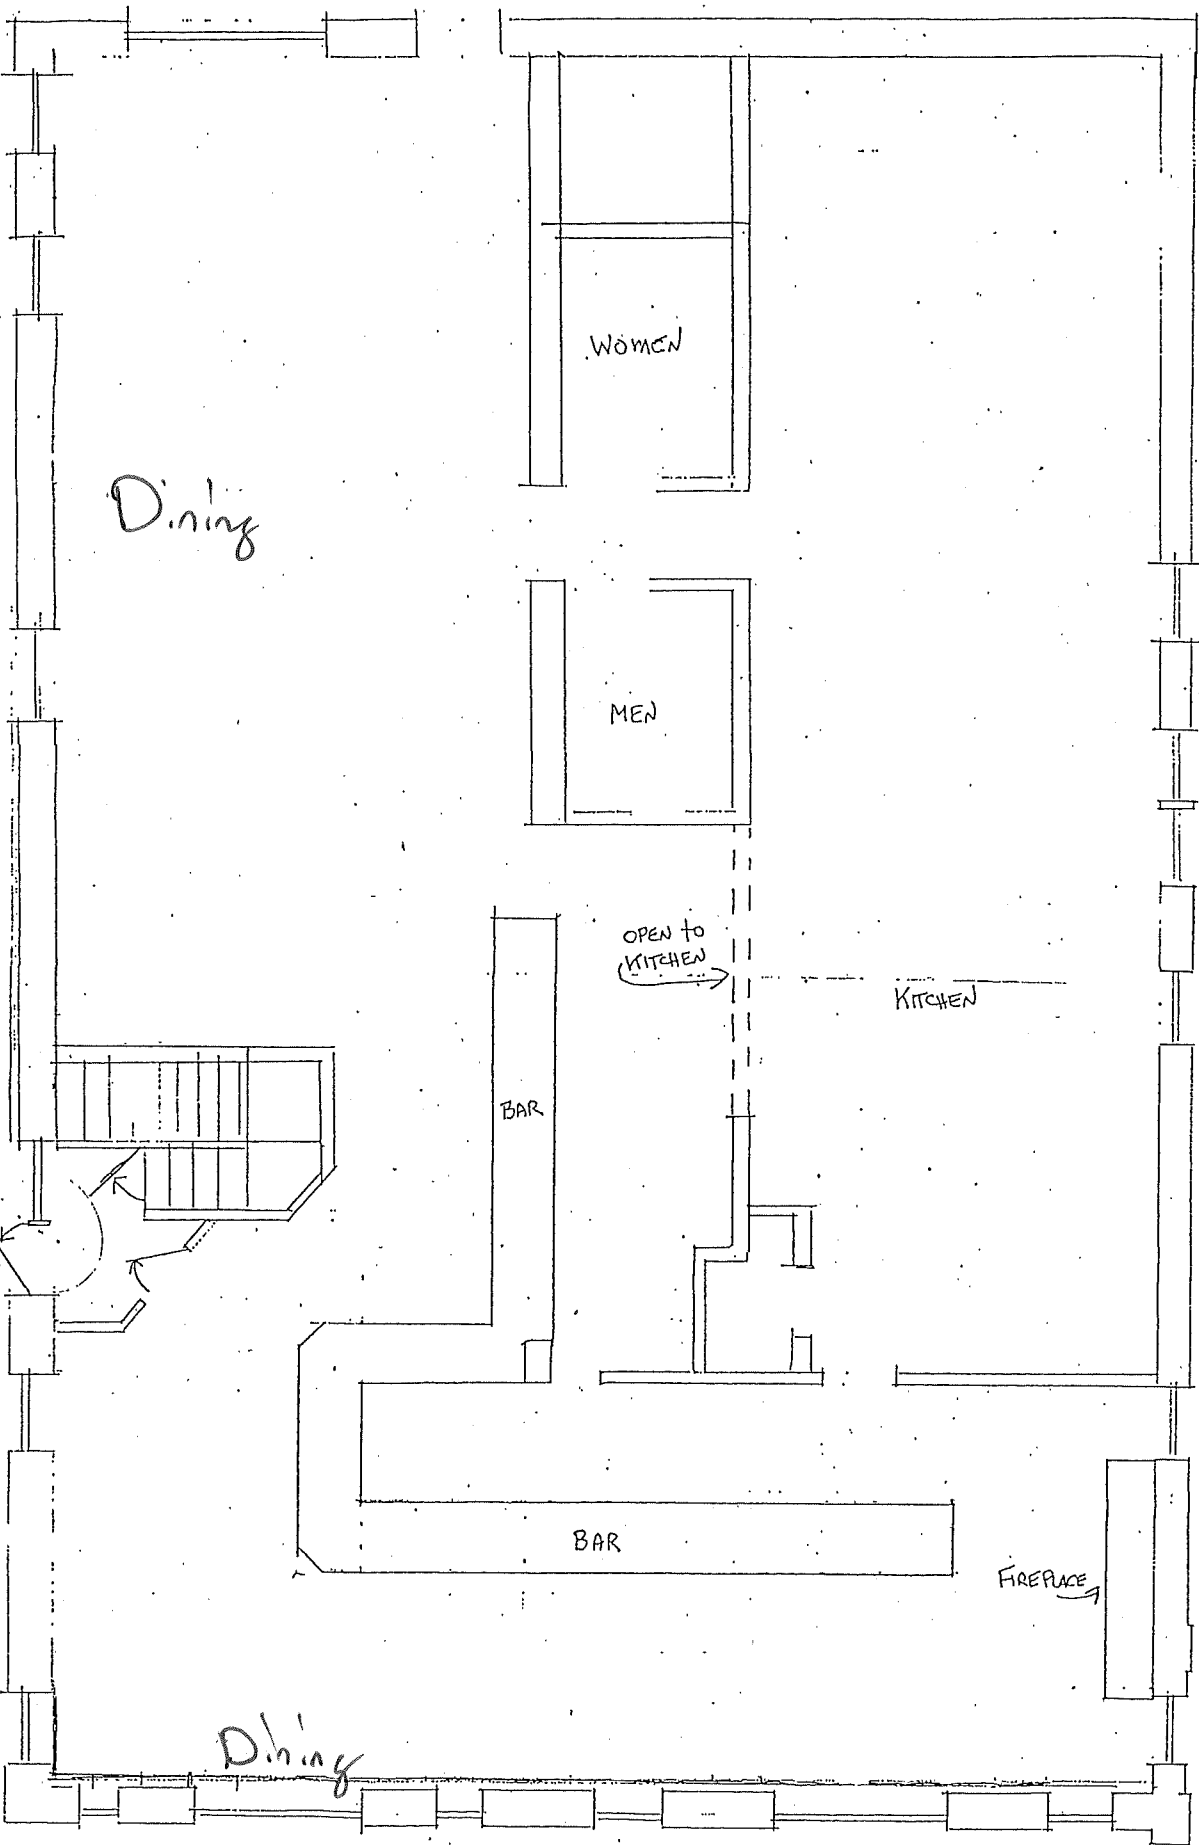 WOMEN
Dining
MEN
OPEN to
KITCHEN
KITCHEN
BAR
BAR
FIREPLACE
Dining